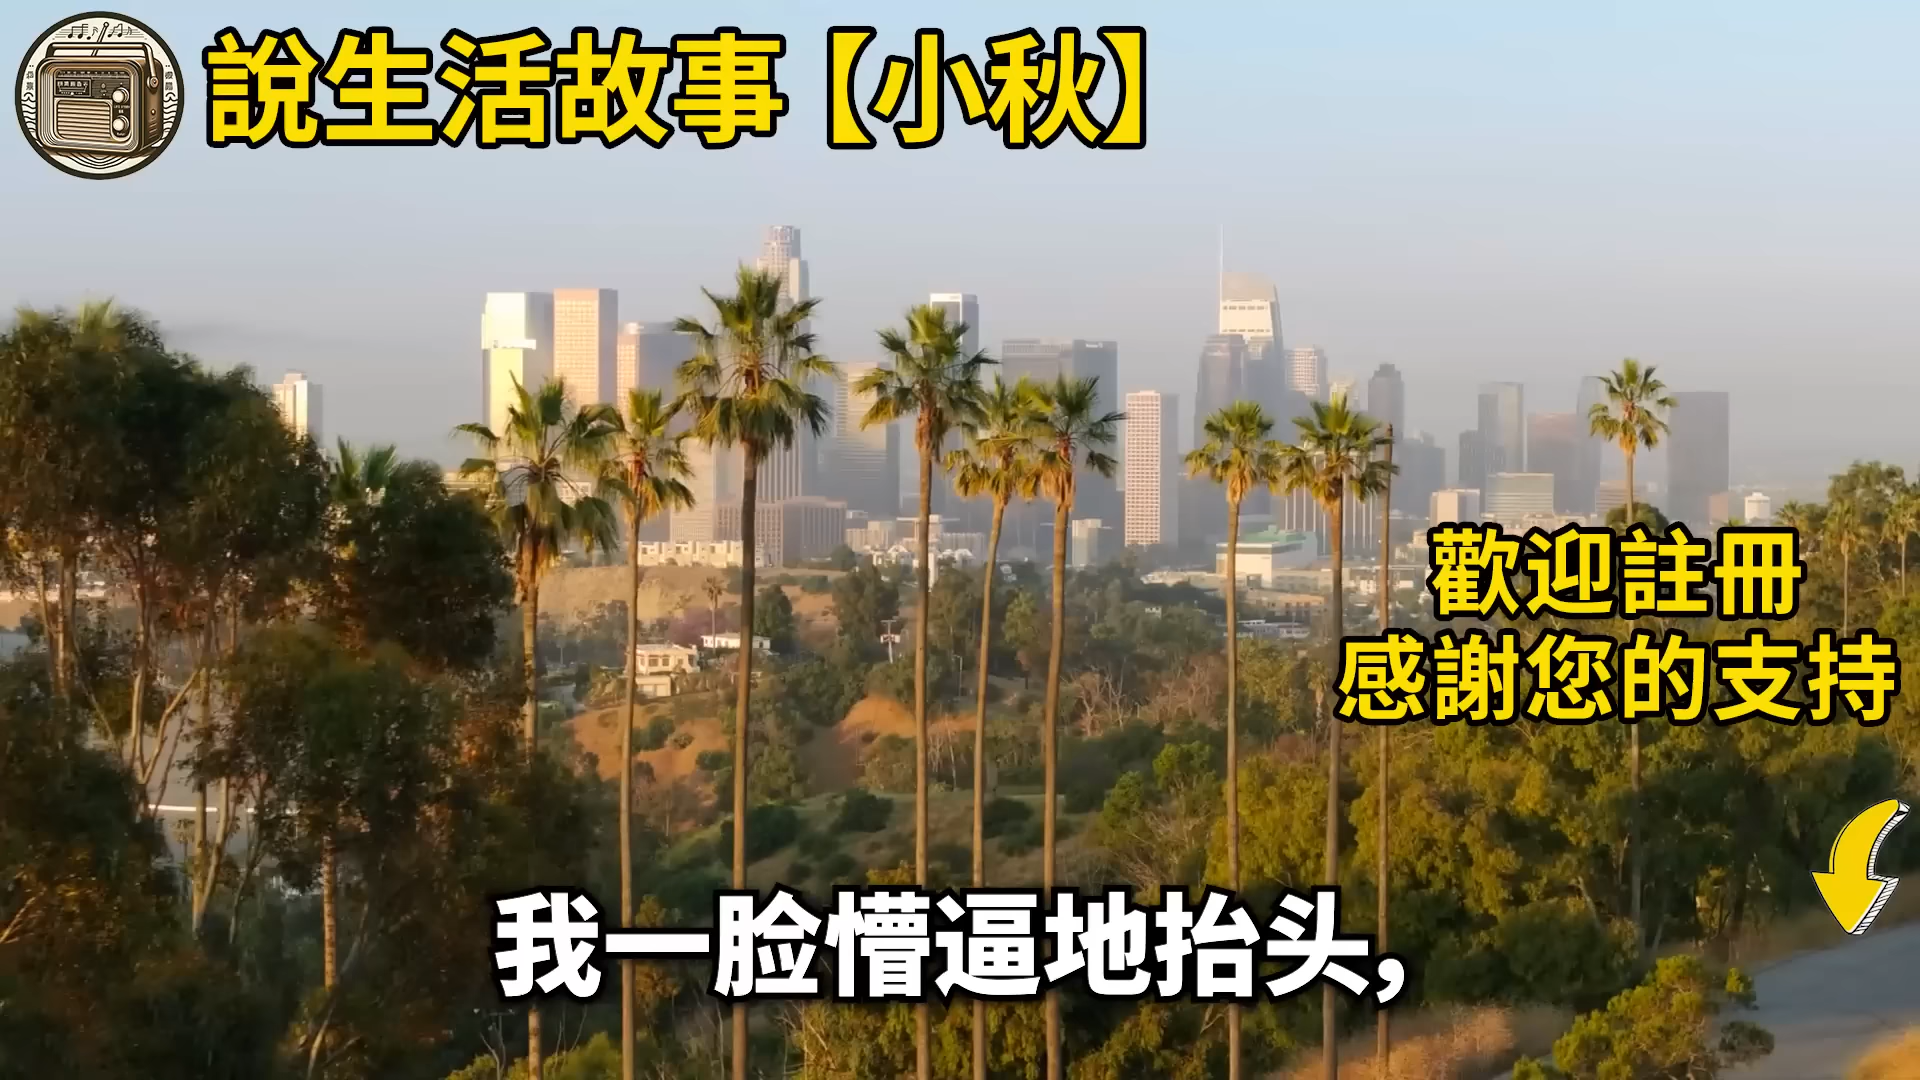 說生活故事【小秋】
歡迎註冊
感謝您的支持
我一脸懵逼地抬头,